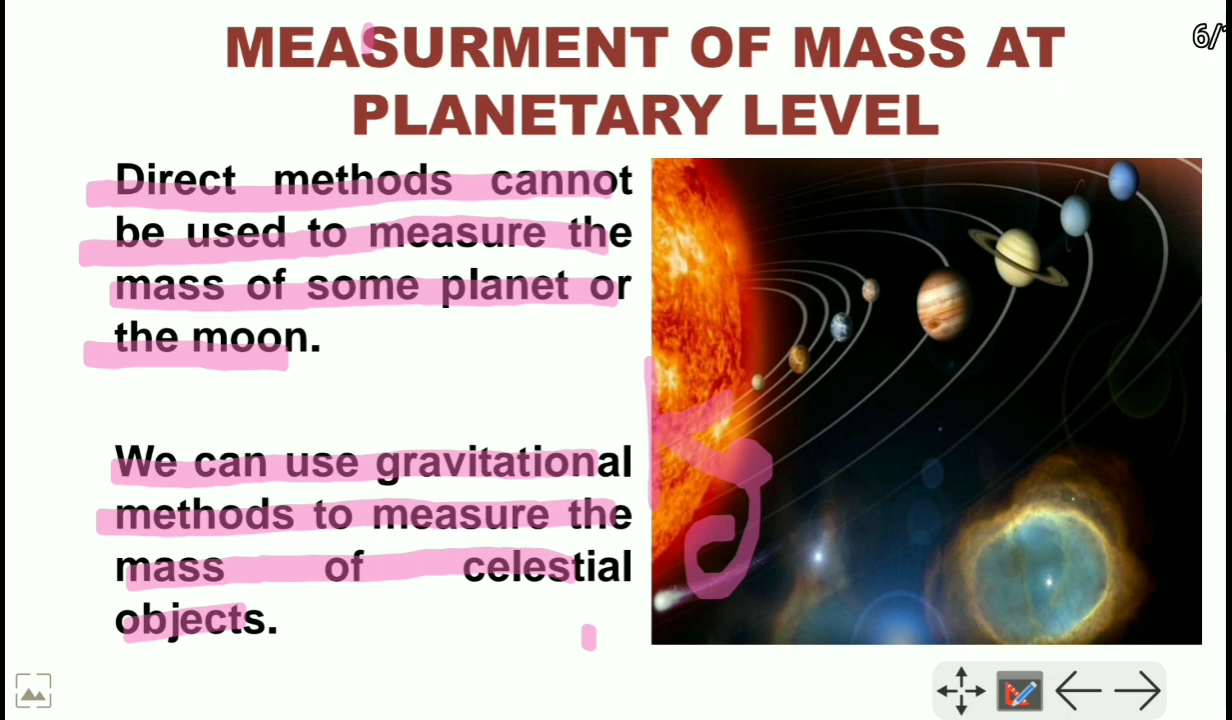 MEASURMENT OF MASS AT
PLANETARY LEVEL
6/
Direct methods cannot
be used to measure the
mass of some planet or
the moon.
We can use gravitational
methods to measure the
mass of celestial
objects.